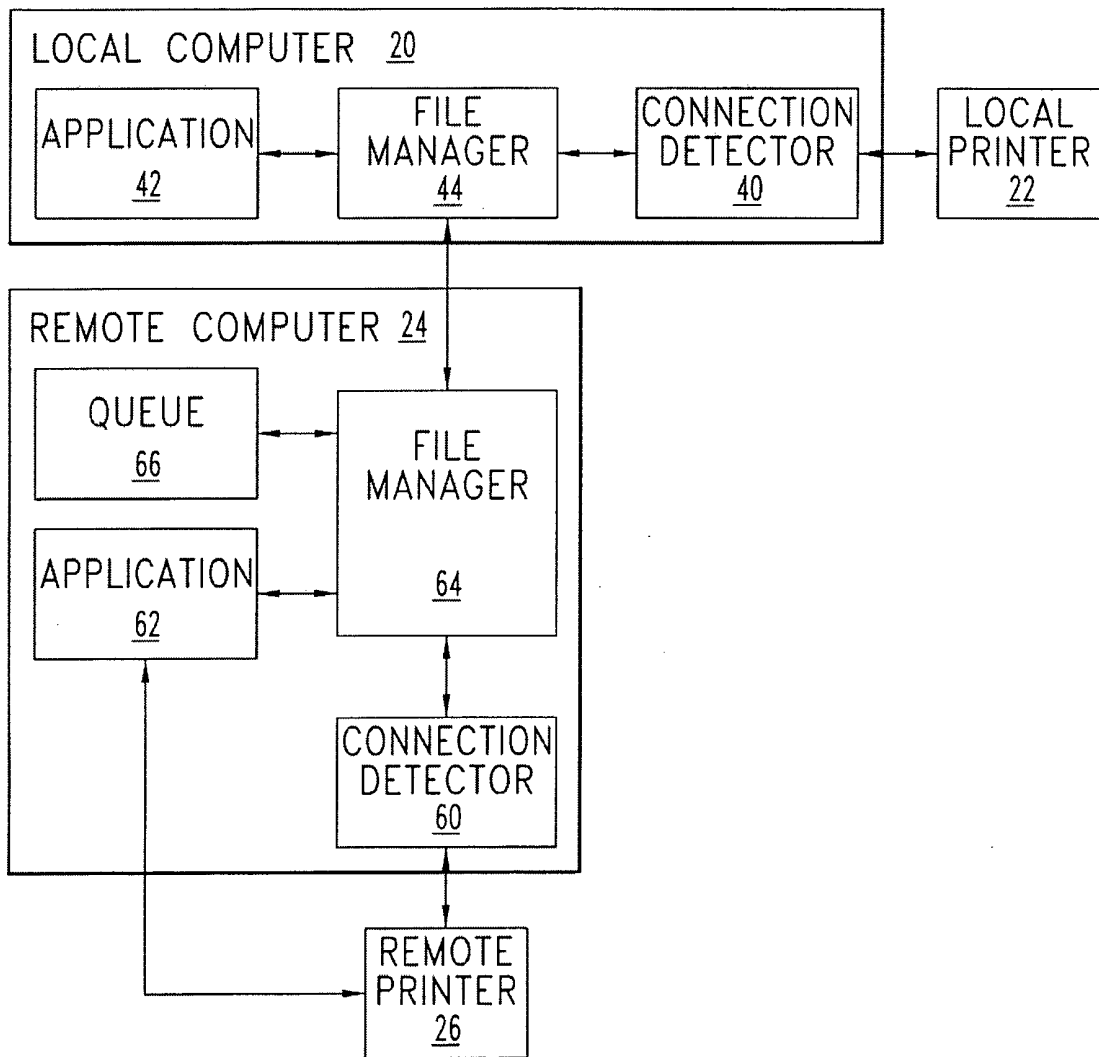 LOCAL COMPUTER 20
APPLICATION
42
FILE
MANAGER
44
CONNECTION
DETECTOR
40
LOCAL
PRINTER
22
REMOTE COMPUTER 24
QUEUE
66
FILE
MANAGER
64
APPLICATION
62
CONNECTION
DETECTOR
60
REMOTE
PRINTER
26